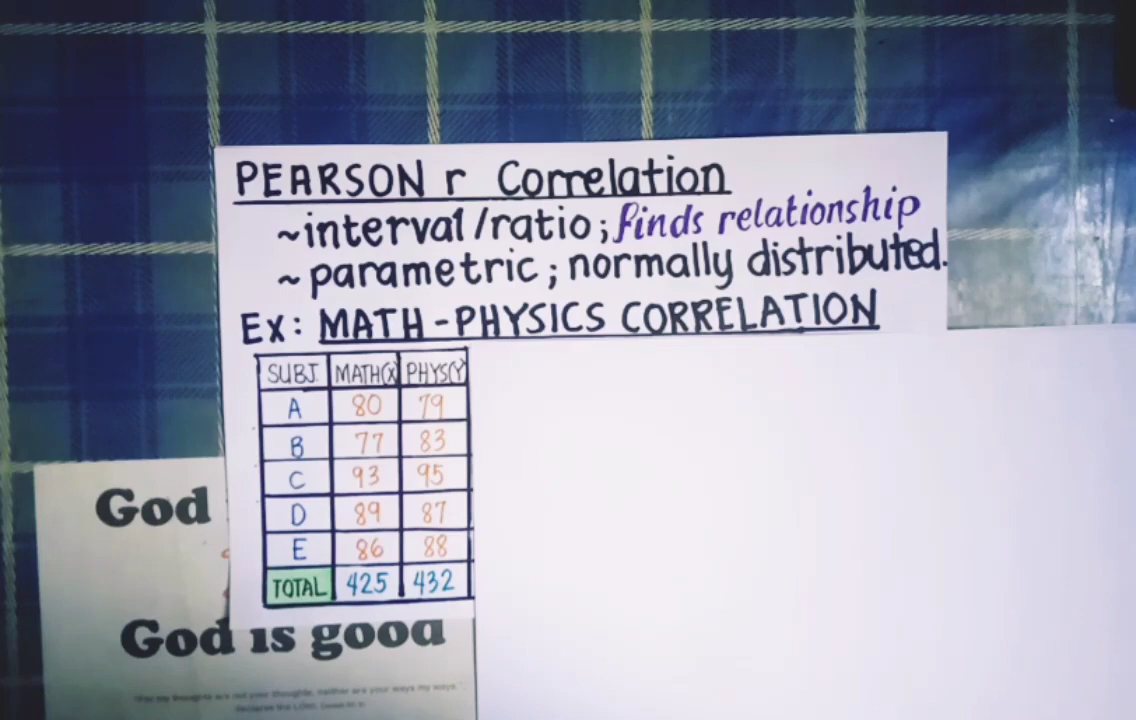 PEARSON r Correlation
~interval/ratio; finds relationship
~parametric; normally distributed.
Ex: MATH-PHYSICS CORRELATION
SUBJ. MATH(X) PHYS(Y)
A 80 79
B 77 83
C 93 95
D 89 87
E 86 88
TOTAL 425 432
God
God is good